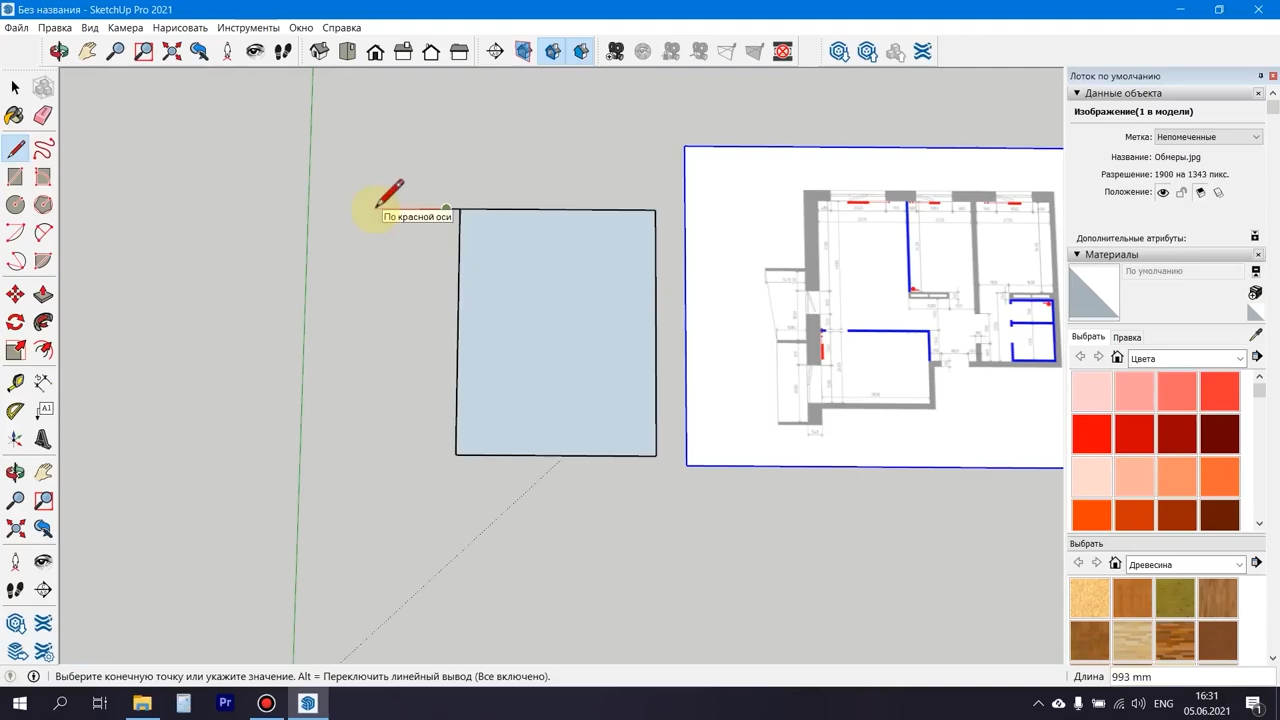 Без названия - SketchUp Pro 2021
Файл Правка Вид Камера Нарисовать Инструменты Окно Справка
Лоток по умолчанию
Данные объекта
Изображение(1 в модели)
Метка: Непомеченные
Название: Обмеры.jpg
Разрешение: 1900 на 1343 пикс.
Положение:
Дополнительные атрибуты:
Материалы
По умолчанию
По красной оси
A1
Выбрать Правка
Цвета
Выбрать
Древесина
Выберите конечную точку или укажите значение. Alt = Переключить линейный вывод (Все включено).
Длина 993 mm
Pr
ENG
16:31
05.06.2021
1